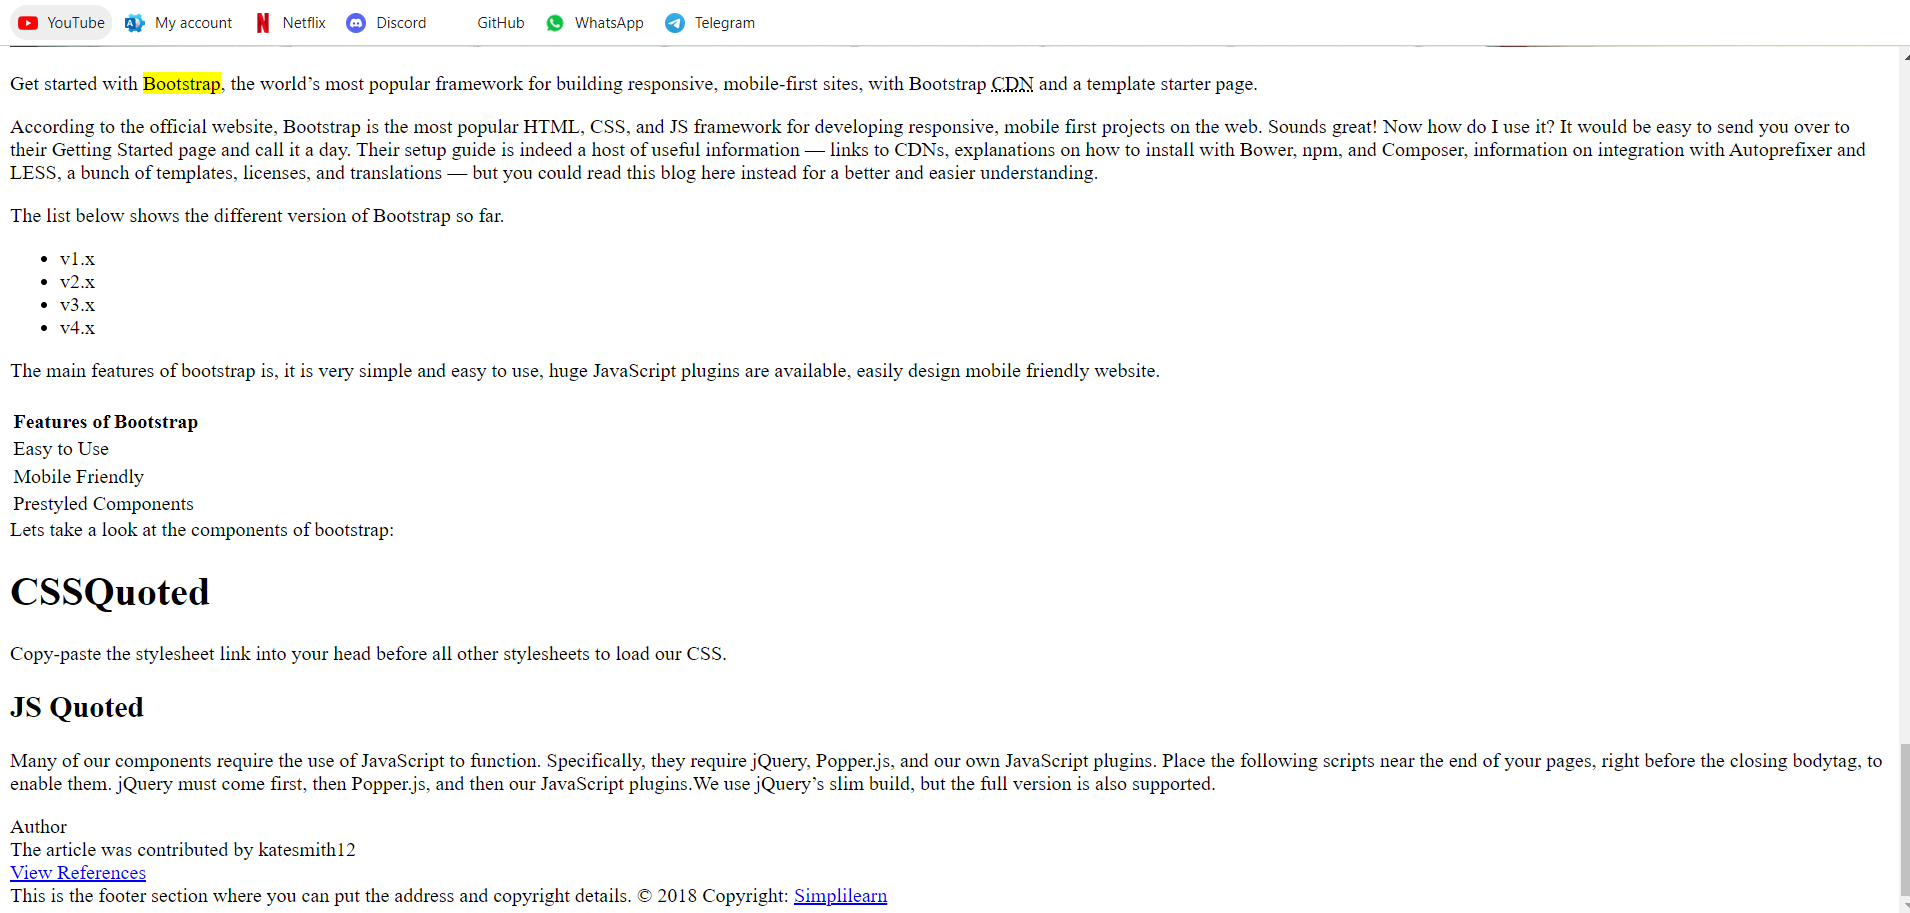 YouTube My account Netflix Discord GitHub WhatsApp Telegram
Get started with Bootstrap, the world’s most popular framework for building responsive, mobile-first sites, with Bootstrap CDN and a template starter page.
According to the official website, Bootstrap is the most popular HTML, CSS, and JS framework for developing responsive, mobile first projects on the web. Sounds great! Now how do I use it? It would be easy to send you over to
their Getting Started page and call it a day. Their setup guide is indeed a host of useful information — links to CDNs, explanations on how to install with Bower, npm, and Composer, information on integration with Autoprefixer and
LESS, a bunch of templates, licenses, and translations — but you could read this blog here instead for a better and easier understanding.
The list below shows the different version of Bootstrap so far.
• v1.x
• v2.x
• v3.x
• v4.x
The main features of bootstrap is, it is very simple and easy to use, huge JavaScript plugins are available, easily design mobile friendly website.
Features of Bootstrap
Easy to Use
Mobile Friendly
Prestyled Components
Lets take a look at the components of bootstrap:
CSSQuoted
Copy-paste the stylesheet link into your head before all other stylesheets to load our CSS.
JS Quoted
Many of our components require the use of JavaScript to function. Specifically, they require jQuery, Popper.js, and our own JavaScript plugins. Place the following scripts near the end of your pages, right before the closing bodytag, to
enable them. jQuery must come first, then Popper.js, and then our JavaScript plugins.We use jQuery’s slim build, but the full version is also supported.
Author
The article was contributed by katesmith12
View References
This is the footer section where you can put the address and copyright details. © 2018 Copyright: Simplilearn